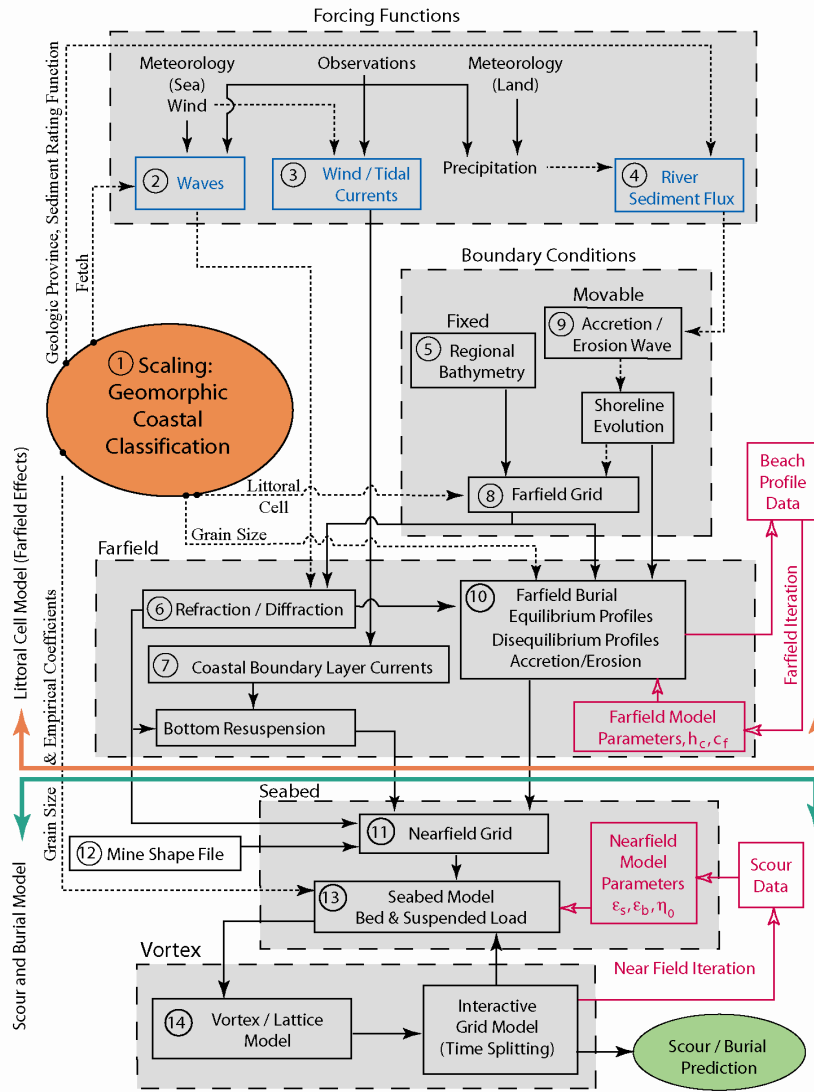 Forcing Functions
Meteorology
(Sea)
Wind
Observations
Meteorology
(Land)
2 Waves
3 Wind / Tidal
Currents
Precipitation
4 River
Sediment Flux
Geologic Province, Sediment Rating Function
Fetch
Boundary Conditions
Fixed
Movable
5 Regional
Bathymetry
9 Accretion /
Erosion Wave
Shoreline
Evolution
1 Scaling:
Geomorphic
Coastal
Classification
Littoral
Cell
8 Farfield Grid
Grain Size
Beach
Profile
Data
Farfield
6 Refraction / Diffraction
10 Farfield Burial
Equilibrium Profiles
Disequilibrium Profiles
Accretion/Erosion
7 Coastal Boundary Layer Currents
Bottom Resuspension
Farfield Model
Parameters, hc, cf
Farfield Iteration
Littoral Cell Model (Farfield Effects)
Grain Size & Empirical Coefficients
Scour and Burial Model
Seabed
11 Nearfield Grid
12 Mine Shape File
13 Seabed Model
Bed & Suspended Load
Nearfield
Model
Parameters
εs, εb, η0
Scour
Data
Near Field Iteration
Vortex
14 Vortex / Lattice
Model
Interactive
Grid Model
(Time Splitting)
Scour / Burial
Prediction